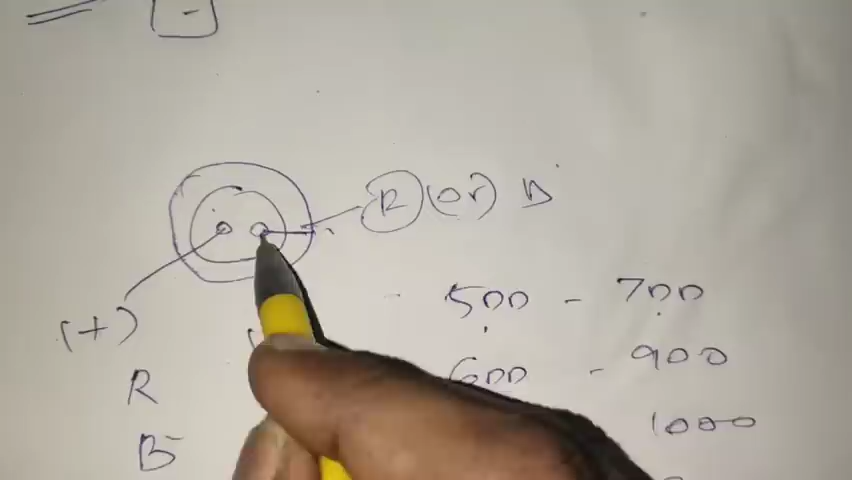 -
R (or) D
(+)
- 500 - 700
R 600 - 900
B 1000